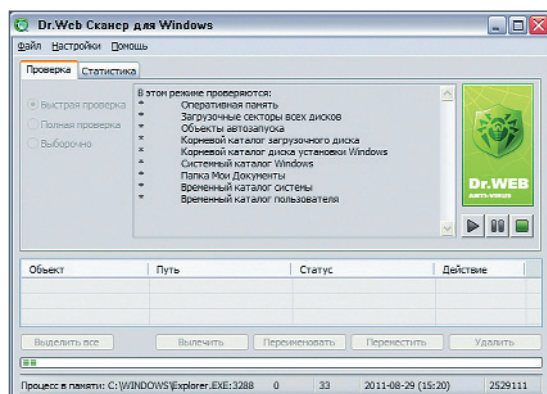 Dr.Web Сканер для Windows
Файл Настройки Помощь
Проверка Статистика
Быстрая проверка
Полная проверка
Выборочно
В этом режиме проверяются:
* Оперативная память
* Загрузочные секторы всех дисков
* Объекты автозапуска
* Корневой каталог загрузочного диска
* Корневой каталог диска установки Windows
* Системный каталог Windows
* Папка Мои Документы
* Временный каталог системы
* Временный каталог пользователя
Dr.WEB
ANTI-VIRUS
Объект Путь Статус Действие
Выделить все Вылечить Переименовать Переместить Удалить
Процесс в памяти: C:\WINDOWS\Explorer.EXE:3288 0 33 2011-08-29 (15:20) 2529111